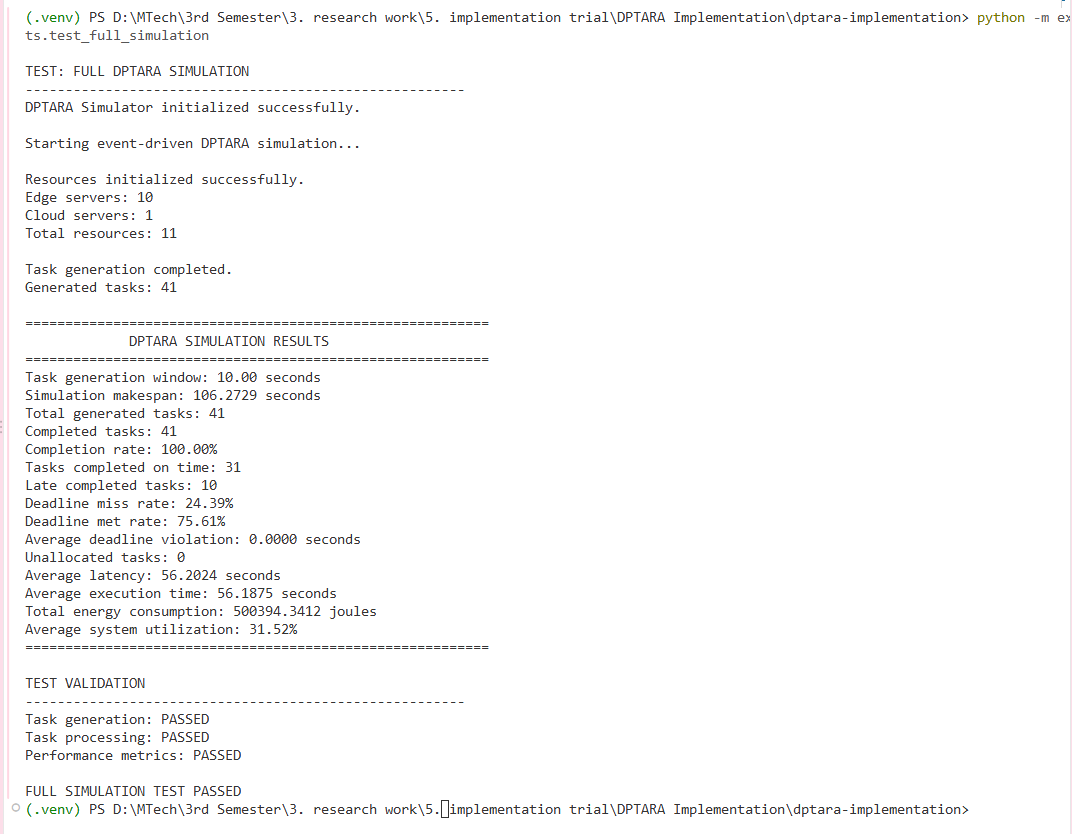 (.venv) PS D:\MTech\3rd Semester\3. research work\5. implementation trial\DPTARA Implementation\dptara-implementation> python -m ex
ts.test_full_simulation
TEST: FULL DPTARA SIMULATION
-------------------------------------------------------
DPTARA Simulator initialized successfully.
Starting event-driven DPTARA simulation...
Resources initialized successfully.
Edge servers: 10
Cloud servers: 1
Total resources: 11
Task generation completed.
Generated tasks: 41
==========================================================
DPTARA SIMULATION RESULTS
==========================================================
Task generation window: 10.00 seconds
Simulation makespan: 106.2729 seconds
Total generated tasks: 41
Completed tasks: 41
Completion rate: 100.00%
Tasks completed on time: 31
Late completed tasks: 10
Deadline miss rate: 24.39%
Deadline met rate: 75.61%
Average deadline violation: 0.0000 seconds
Unallocated tasks: 0
Average latency: 56.2024 seconds
Average execution time: 56.1875 seconds
Total energy consumption: 500394.3412 joules
Average system utilization: 31.52%
==========================================================
TEST VALIDATION
-------------------------------------------------------
Task generation: PASSED
Task processing: PASSED
Performance metrics: PASSED
FULL SIMULATION TEST PASSED
(.venv) PS D:\MTech\3rd Semester\3. research work\5. implementation trial\DPTARA Implementation\dptara-implementation>